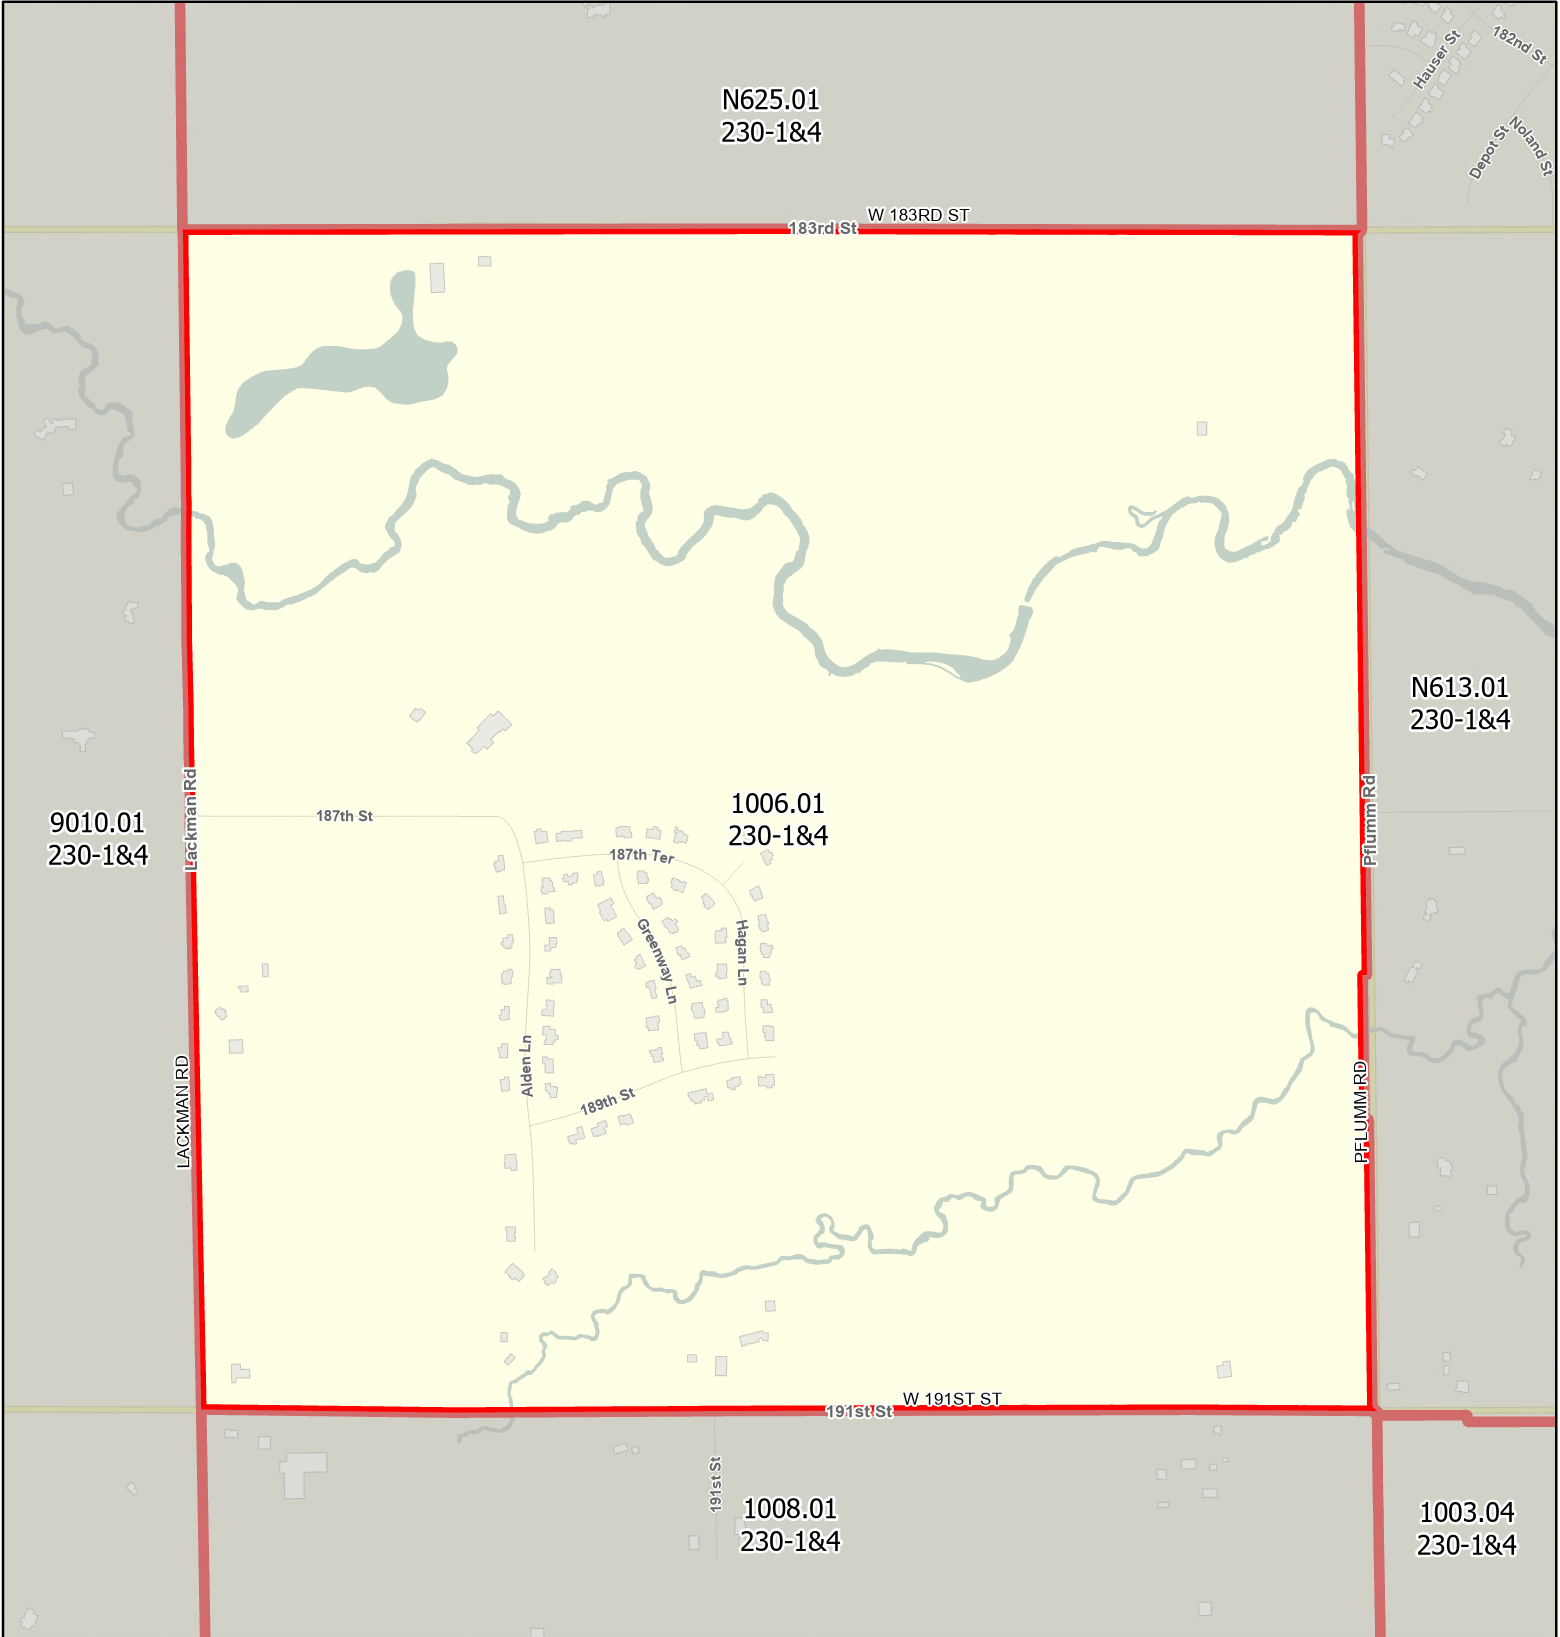 182nd St
Hauser St
N625.01
230-1&4
Noland St
Depot St
W 183RD ST
183rd St
N613.01
230-1&4
Lackman Rd
Pflumm Rd
1006.01
230-1&4
187th St
9010.01
230-1&4
187th Ter
Greenway Ln
Hagan Ln
Alden Ln
LACKMAN RD
PFLUMM RD
189th St
W 191ST ST
191st St
191st St
1008.01
230-1&4
1003.04
230-1&4